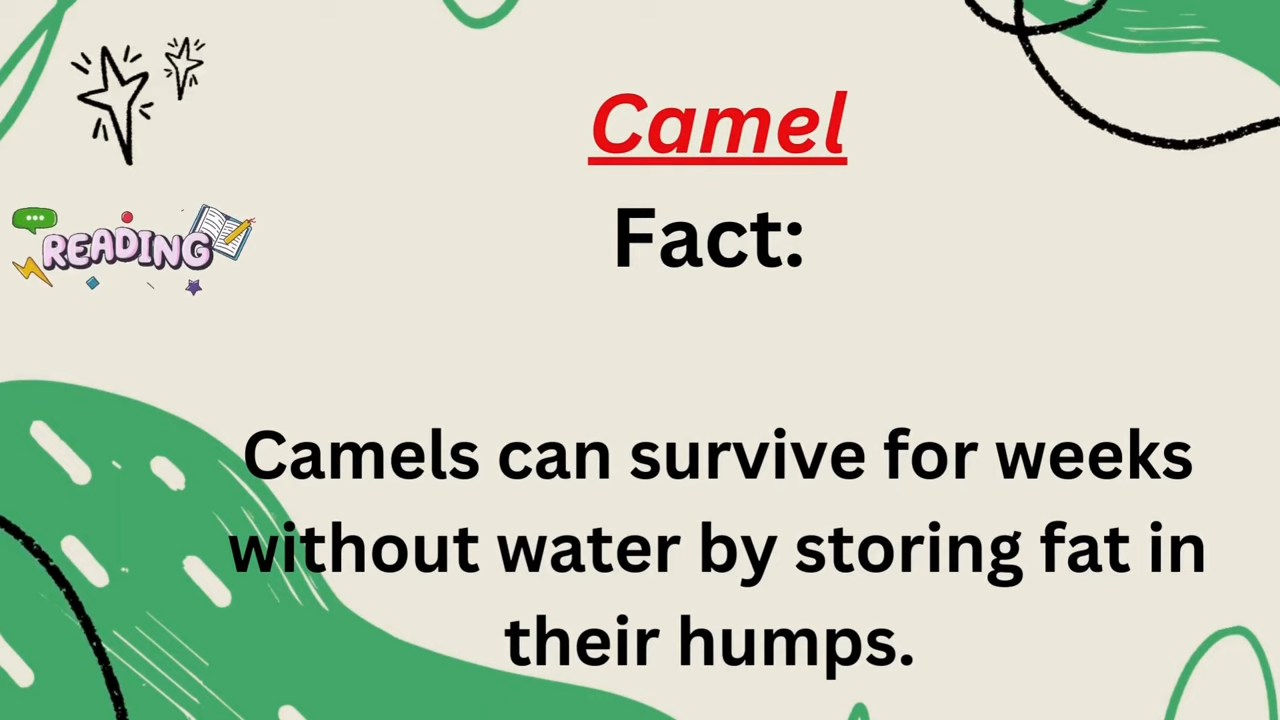 Camel
Fact:
READING
Camels can survive for weeks
without water by storing fat in
their humps.